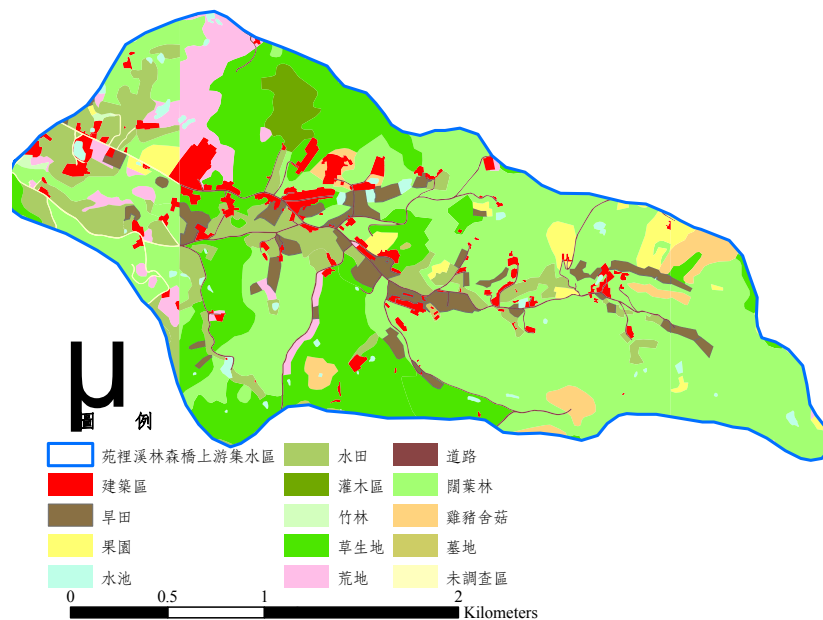 µ
圖 例
苑裡溪林森橋上游集水區
建築區
旱田
果園
水池
水田
灌木區
竹林
草生地
荒地
道路
闊葉林
雞豬舍菇
墓地
未調查區
0 0.5 1 2
Kilometers